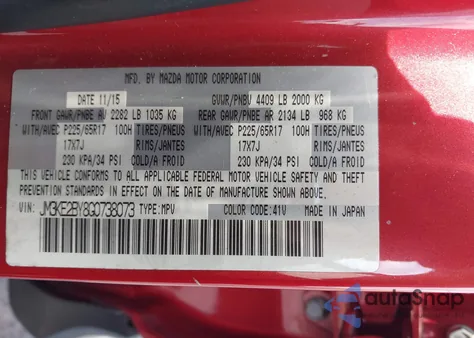 MFD. BY MAZDA MOTOR CORPORATION
DATE 11/15 GVWR/PNBV 4409 LB 2000 KG
FRONT GAWR/PNBE AV 2282 LB 1035 KG REAR GAWR/PNBE AR 2134 LB 968 KG
WITH/AVEC P225/65R17 100H TIRES/PNEUS WITH/AVEC P225/65R17 100H TIRES/PNEUS
17X7J RIMS/JANTES 17X7J RIMS/JANTES
230 KPA/34 PSI COLD/A FROID 230 KPA/34 PSI COLD/A FROID
THIS VEHICLE CONFORMS TO ALL APPLICABLE FEDERAL MOTOR VEHICLE SAFETY AND
THEFT PREVENTION STANDARDS IN EFFECT ON THE DATE OF MANUFACTURE SHOWN ABOVE.
VIN: JM3KE2BY8G0738073 TYPE:MPV COLOR CODE:41V MADE IN JAPAN
autoSnap